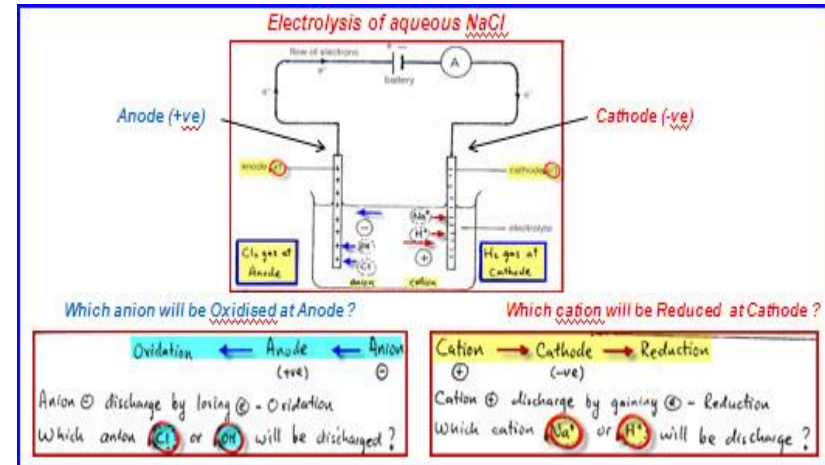 Electrolysis of aqueous NaCl
flow of electrons
e⁻
e⁻
battery
A
e⁻
e⁻
Anode (+ve)
Cathode (-ve)
anode
cathode
Na⁺
H⁺
electrolyte
Cl₂ gas at
Anode
OH⁻
Cl⁻
H₂ gas at
Cathode
anion
cation
Which anion will be Oxidised at Anode ?
Which cation will be Reduced at Cathode ?
Oxidation ← Anode ← Anion
(+ve) ⊖
Anion ⊖ discharge by losing ⓔ - Oxidation
Which anion Cl⁻ or OH⁻ will be discharged ?
Cation → Cathode → Reduction
⊕ (-ve)
Cation ⊕ discharge by gaining ⓔ - Reduction
Which cation Na⁺ or H⁺ will be discharge ?